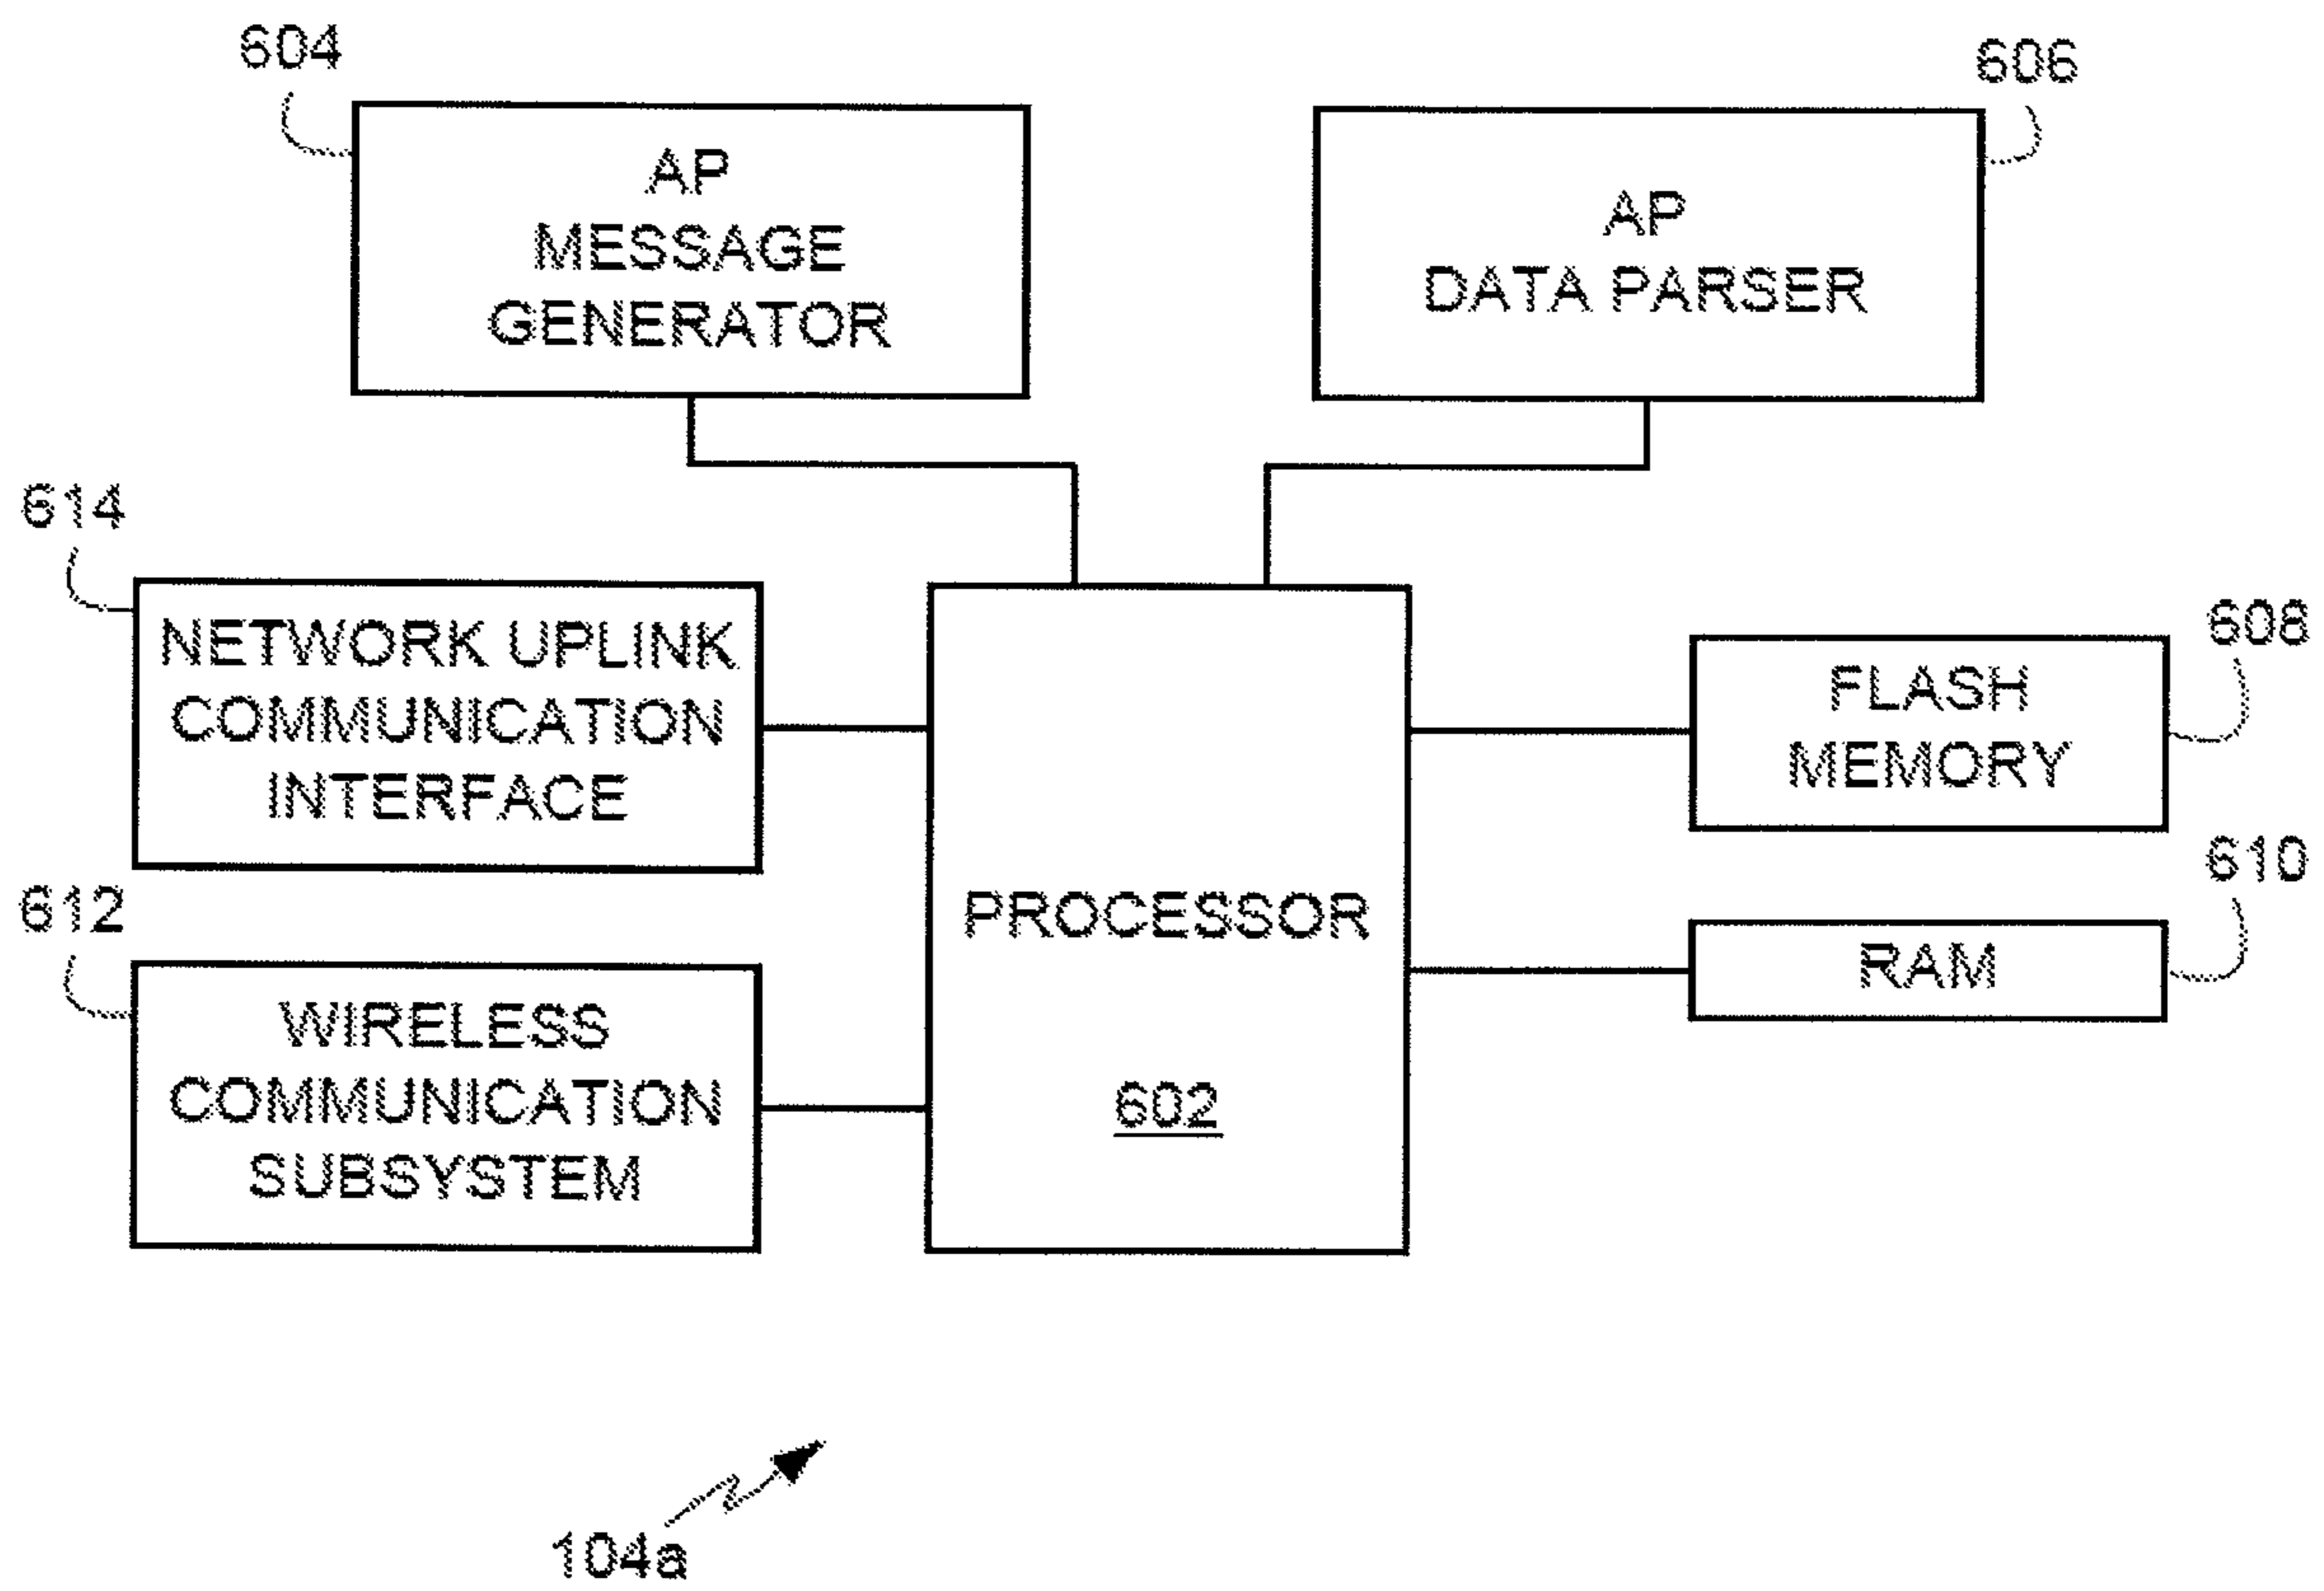 604
AP
MESSAGE
GENERATOR
606
AP
DATA PARSER
614
NETWORK UPLINK
COMMUNICATION
INTERFACE
612
WIRELESS
COMMUNICATION
SUBSYSTEM
PROCESSOR
602
608
FLASH
MEMORY
610
RAM
104a